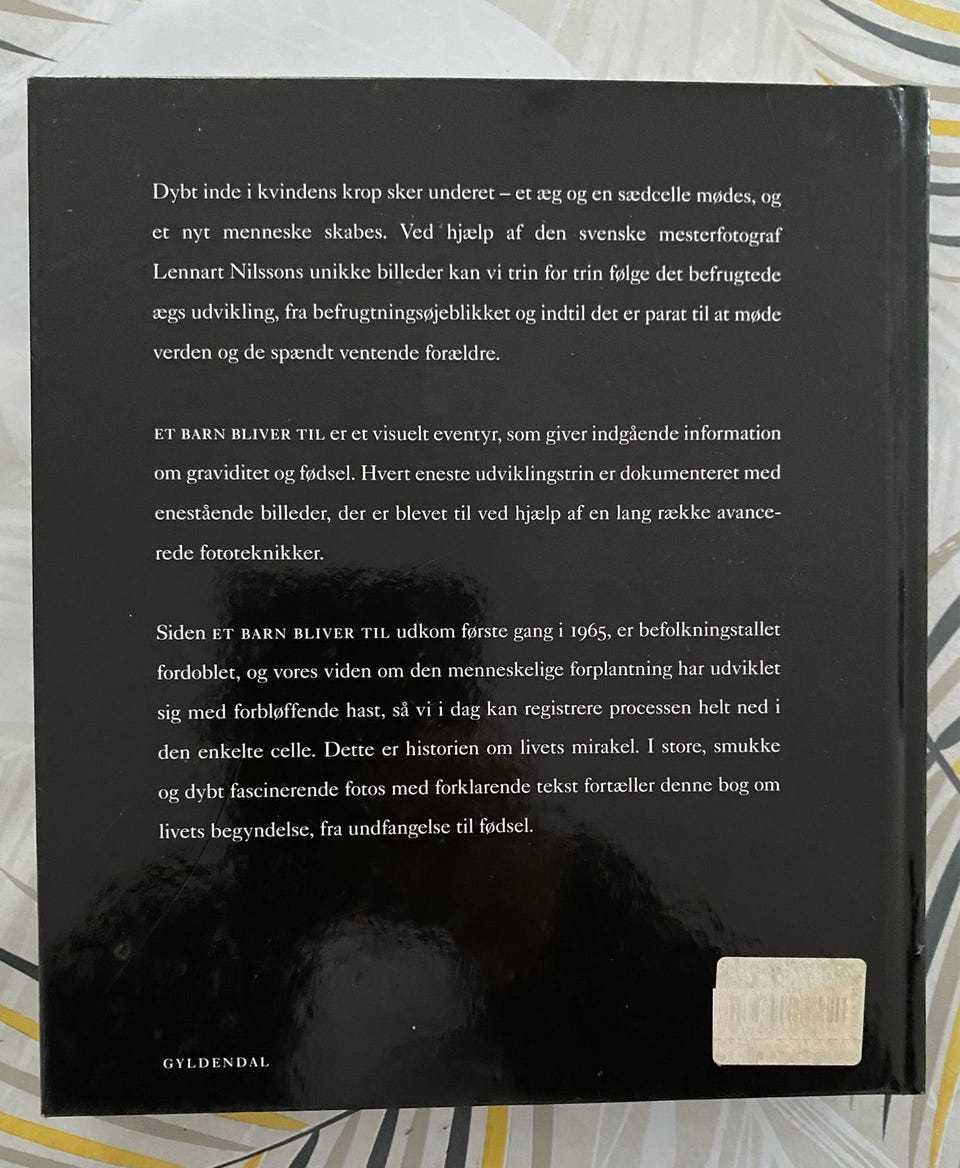 Dybt inde i kvindens krop sker underet – et æg og en sædcelle mødes, og
et nyt menneske skabes. Ved hjælp af den svenske mesterfotograf
Lennart Nilssons unikke billeder kan vi trin for trin følge det befrugtede
ægs udvikling, fra befrugtningsøjeblikket og indtil det er parat til at møde
verden og de spændt ventende forældre.
ET BARN BLIVER TIL er et visuelt eventyr, som giver indgående information
om graviditet og fødsel. Hvert eneste udviklingstrin er dokumenteret med
enestående billeder, der er blevet til ved hjælp af en lang række avance-
rede fototeknikker.
Siden ET BARN BLIVER TIL udkom første gang i 1965, er befolkningstallet
fordoblet, og vores viden om den menneskelige forplantning har udviklet
sig med forbløffende hast, så vi i dag kan registrere processen helt ned i
den enkelte celle. Dette er historien om livets mirakel. I store, smukke
og dybt fascinerende fotos med forklarende tekst fortæller denne bog om
livets begyndelse, fra undfangelse til fødsel.
GYLDENDAL